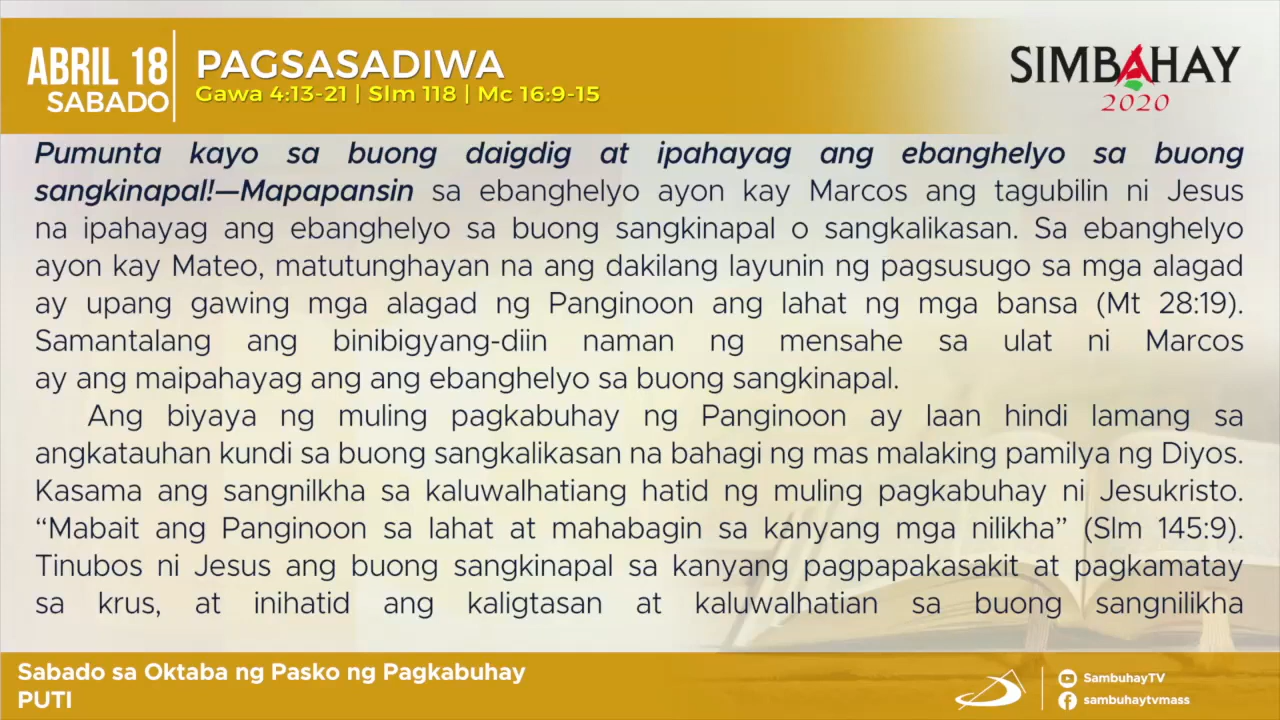 ABRIL 18
SABADO
PAGSASADIWA
Gawa 4:13-21 | Slm 118 | Mc 16:9-15
SIMBAHAY
2020
Pumunta kayo sa buong daigdig at ipahayag ang ebanghelyo sa buong
sangkinapal!—Mapapansin sa ebanghelyo ayon kay Marcos ang tagubilin ni Jesus
na ipahayag ang ebanghelyo sa buong sangkinapal o sangkalikasan. Sa ebanghelyo
ayon kay Mateo, matutunghayan na ang dakilang layunin ng pagsusugo sa mga alagad
ay upang gawing mga alagad ng Panginoon ang lahat ng mga bansa (Mt 28:19).
Samantalang ang binibigyang-diin naman ng mensahe sa ulat ni Marcos
ay ang maipahayag ang ang ebanghelyo sa buong sangkinapal.
Ang biyaya ng muling pagkabuhay ng Panginoon ay laan hindi lamang sa
angkatauhan kundi sa buong sangkalikasan na bahagi ng mas malaking pamilya ng Diyos.
Kasama ang sangnilkha sa kaluwalhatiang hatid ng muling pagkabuhay ni Jesukristo.
“Mabait ang Panginoon sa lahat at mahabagin sa kanyang mga nilikha” (Slm 145:9).
Tinubos ni Jesus ang buong sangkinapal sa kanyang pagpapakasakit at pagkamatay
sa krus, at inihatid ang kaligtasan at kaluwalhatian sa buong sangnilikha
Sabado sa Oktaba ng Pasko ng Pagkabuhay
PUTI
SambuhayTV
sambuhaytvmass